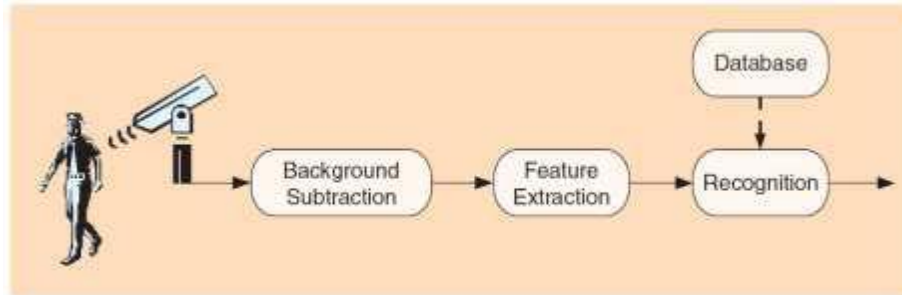 Database
Background
Subtraction
Feature
Extraction
Recognition